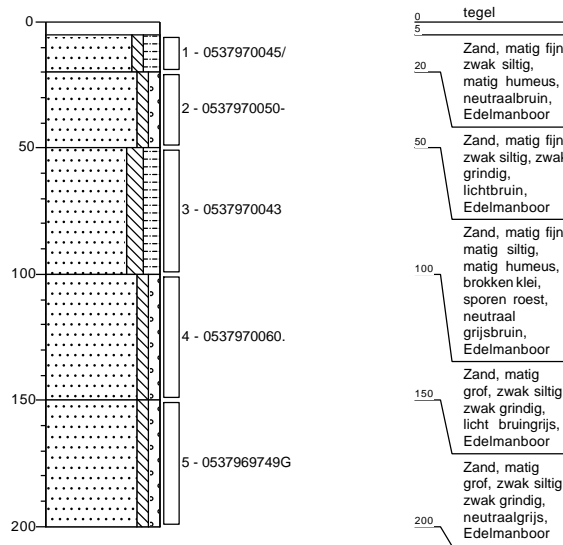 0
50
100
150
200
1 - 0537970045/
2 - 0537970050-
3 - 0537970043
4 - 0537970060.
5 - 0537969749G
0
tegel
5
Zand, matig fijn
zwak siltig,
20
matig humeus,
neutraalbruin,
Edelmanboor
50
Zand, matig fijn
zwak siltig, zwak
grindig,
lichtbruin,
Edelmanboor
Zand, matig fijn
matig siltig,
100
matig humeus,
brokken klei,
sporen roest,
neutraal
grijsbruin,
Edelmanboor
Zand, matig
150
grof, zwak siltig
zwak grindig,
licht bruingrijs,
Edelmanboor
Zand, matig
grof, zwak siltig
zwak grindig,
200
neutraalgrijs,
Edelmanboor